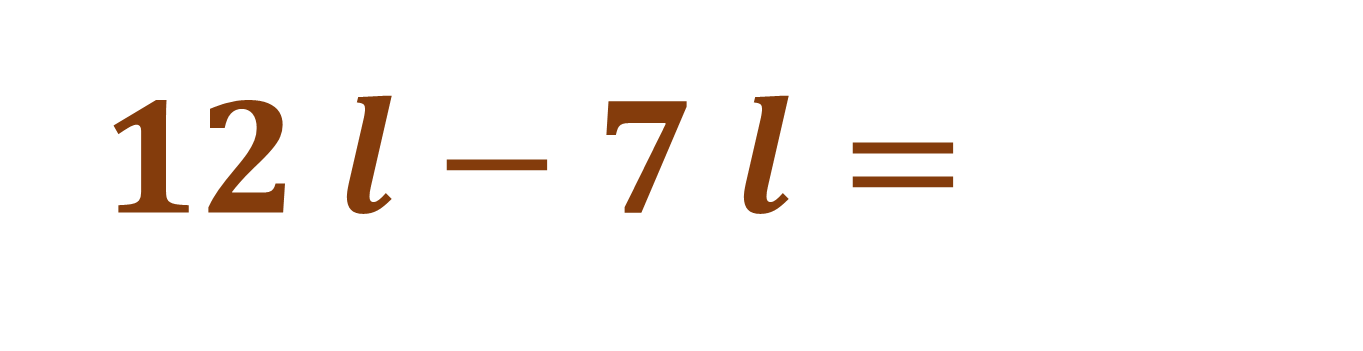 12 l – 7 l =